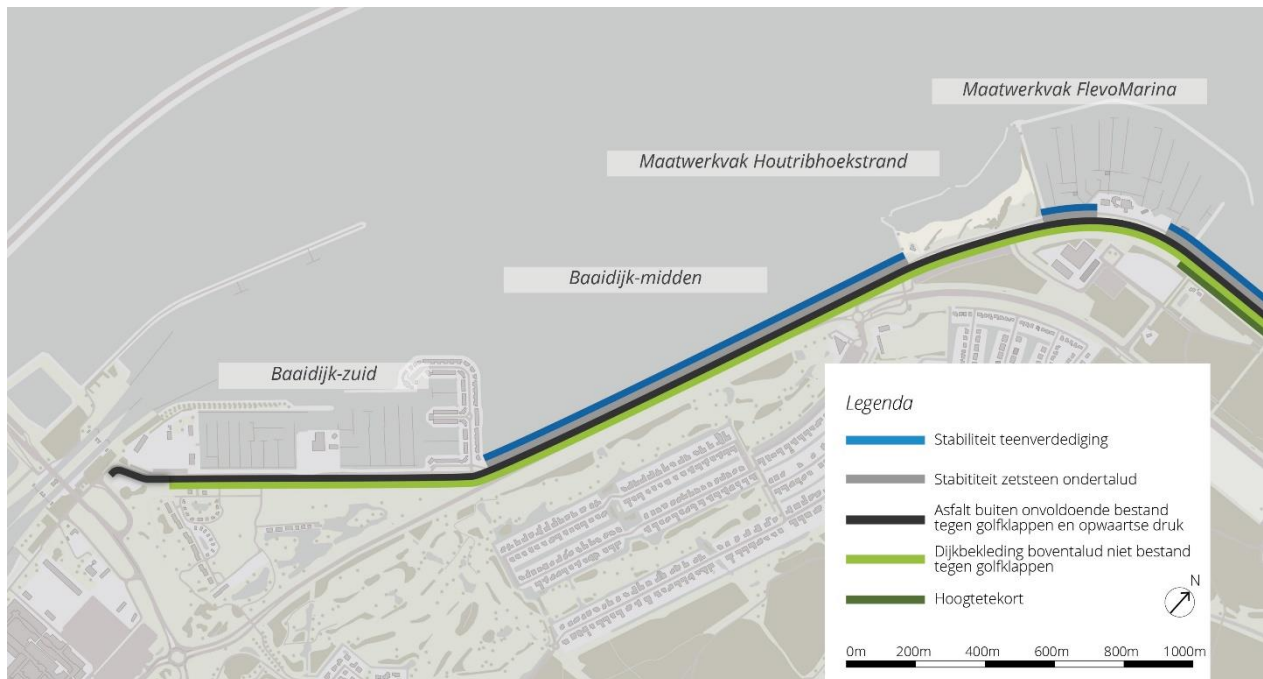 Maatwerkvak FlevoMarina
Maatwerkvak Houtribhoekstrand
Baaidijk-midden
Baaidijk-zuid
Legenda
Stabiliteit teenverdediging
Stabititeit zetsteen ondertalud
Asfalt buiten onvoldoende bestand
tegen golfklappen en opwaartse druk
Dijkbekleding boventalud niet bestand
tegen golfklappen
Hoogtetekort
N
0m 200m 400m 600m 800m 1000m